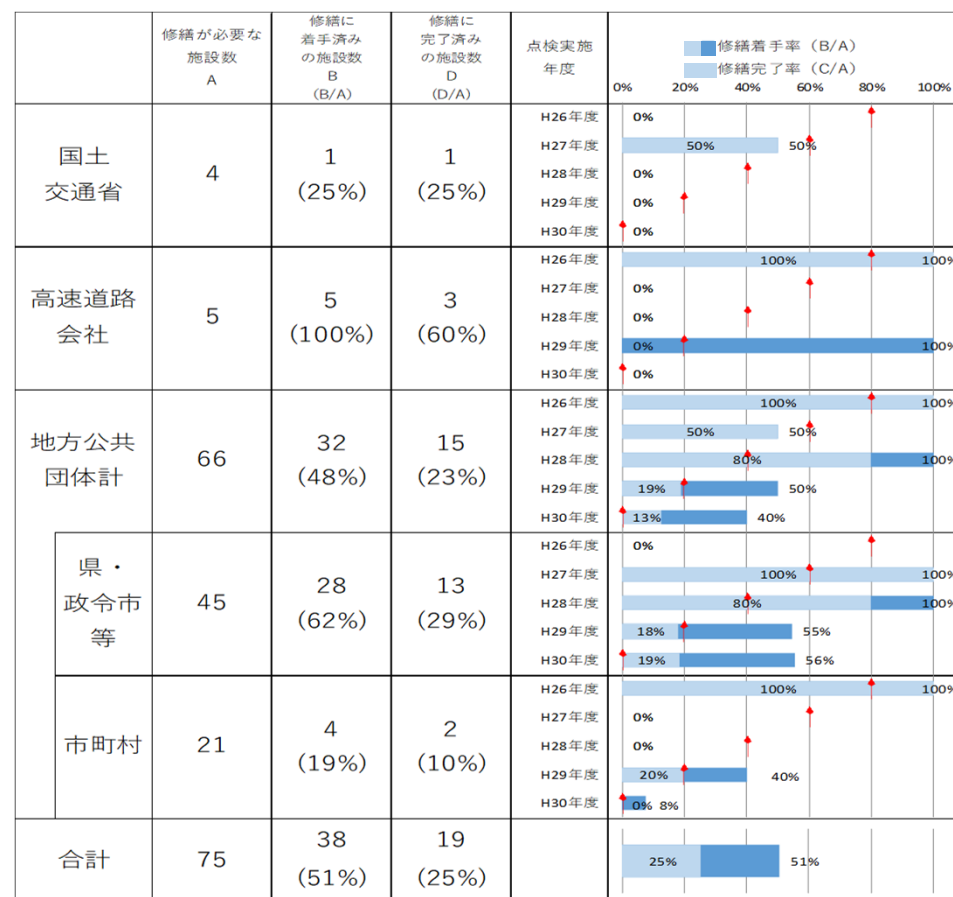 修繕が必要な
施設数
A
修繕に
着手済み
の施設数
B
(B/A)
修繕に
完了済み
の施設数
D
(D/A)
点検実施
年度
修繕着手率（B/A）
修繕完了率（C/A）
0% 20% 40% 60% 80% 100%
国土
交通省
4
1
(25%)
1
(25%)
H26年度 0%
H27年度 50% 50%
H28年度 0%
H29年度 0%
H30年度 0%
高速道路
会社
5
5
(100%)
3
(60%)
H26年度 100% 100%
H27年度 0%
H28年度 0%
H29年度 0% 100%
H30年度 0%
地方公共
団体計
66
32
(48%)
15
(23%)
H26年度 100% 100%
H27年度 50% 50%
H28年度 80% 100%
H29年度 19% 50%
H30年度 13% 40%
県・
政令市
等
45
28
(62%)
13
(29%)
H26年度 0%
H27年度 100% 100%
H28年度 80% 100%
H29年度 18% 55%
H30年度 19% 56%
市町村
21
4
(19%)
2
(10%)
H26年度 100% 100%
H27年度 0%
H28年度 0%
H29年度 20% 40%
H30年度 0% 8%
合計
75
38
(51%)
19
(25%)
25% 51%